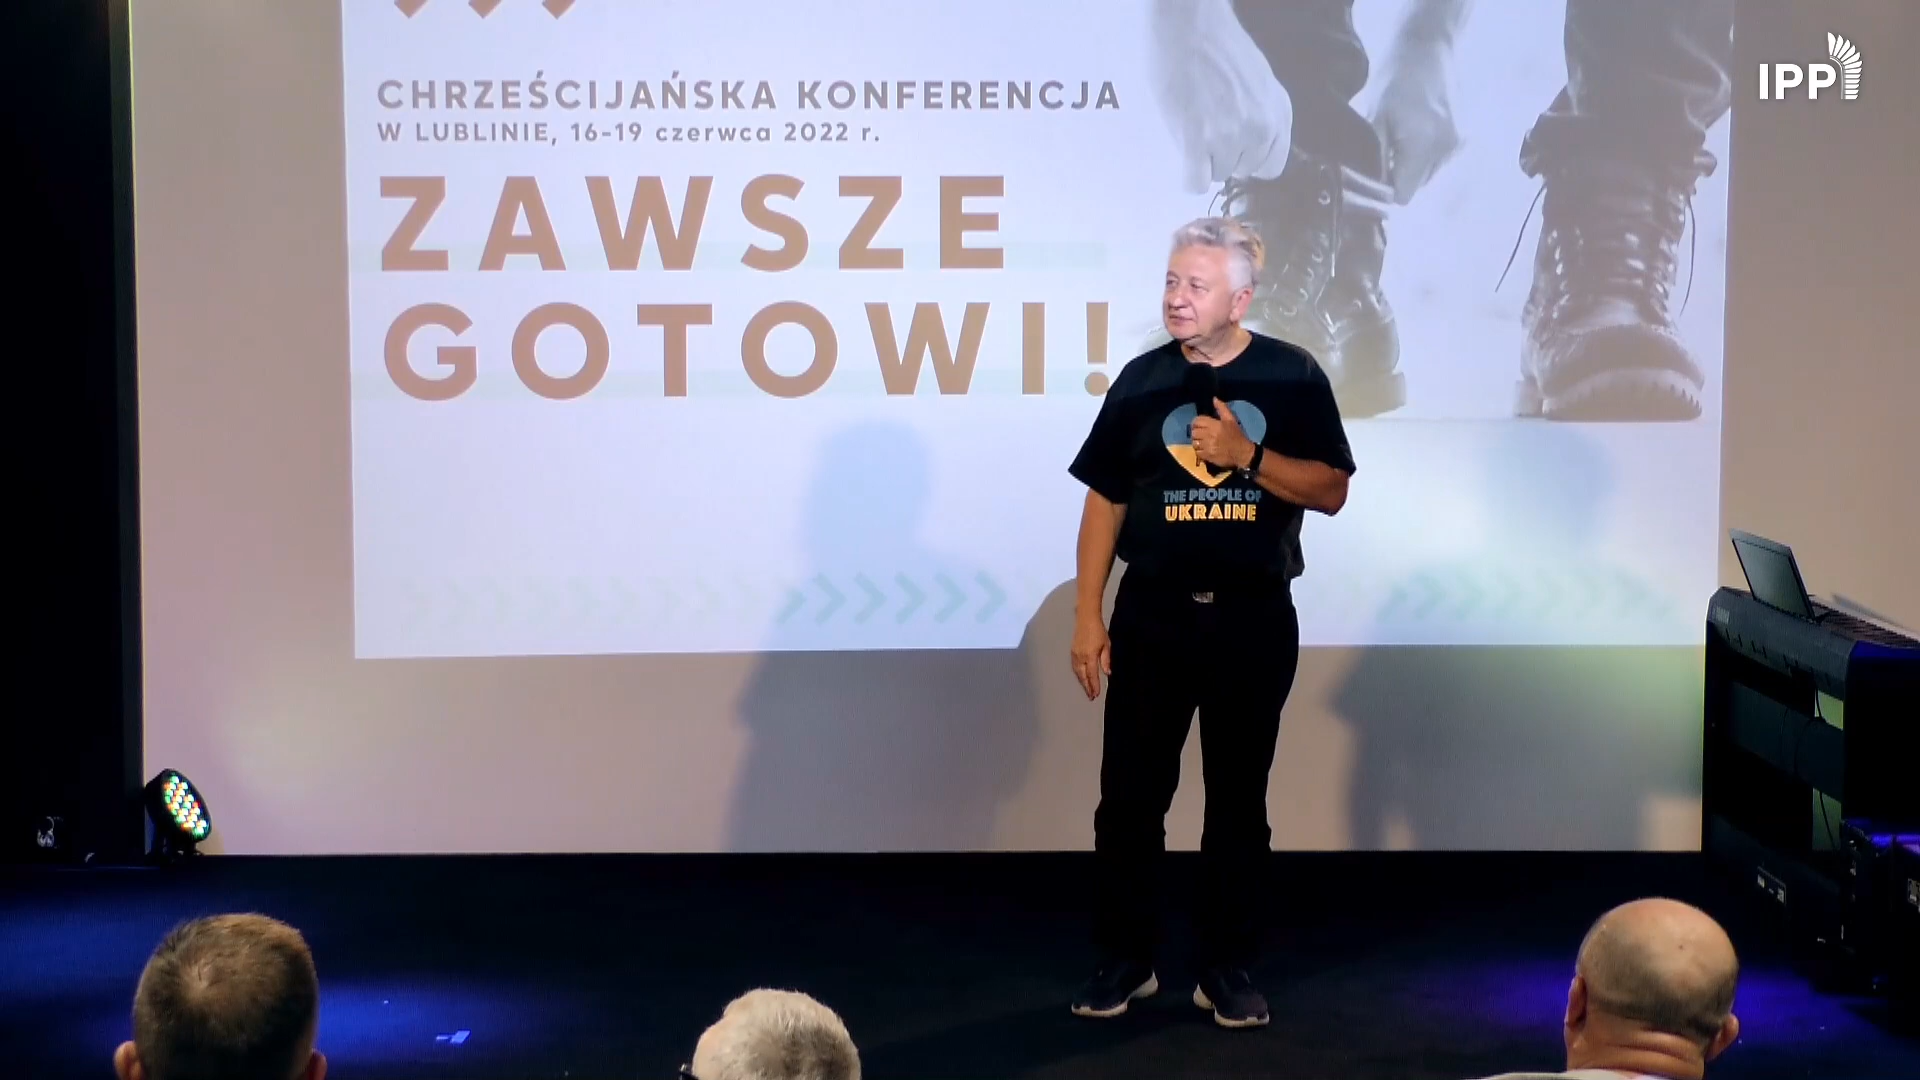 IPP
CHRZEŚCIJAŃSKA KONFERENCJA
W LUBLINIE, 16-19 czerwca 2022 r.
ZAWSZE
GOTOWI!
THE PEOPLE OF
UKRAINE